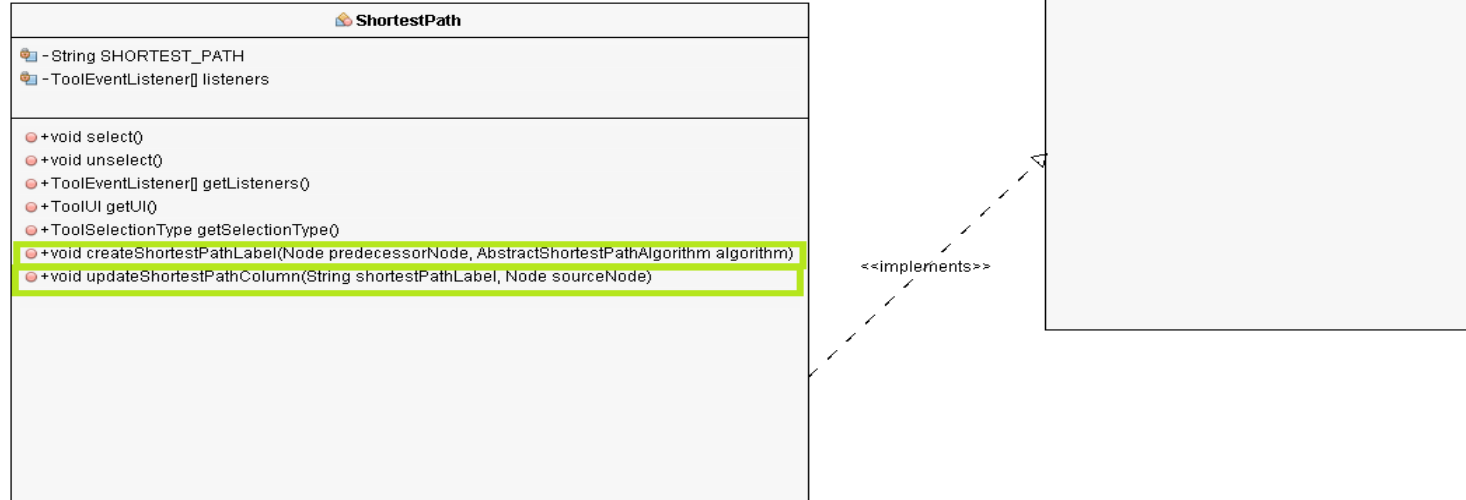 ShortestPath
- String SHORTEST_PATH
- ToolEventListener[] listeners
+void select()
+void unselect()
+ToolEventListener[] getListeners()
+ToolUI getUI()
+ToolSelectionType getSelectionType()
+void createShortestPathLabel(Node predecessorNode, AbstractShortestPathAlgorithm algorithm)
<<implements>>
+void updateShortestPathColumn(String shortestPathLabel, Node sourceNode)